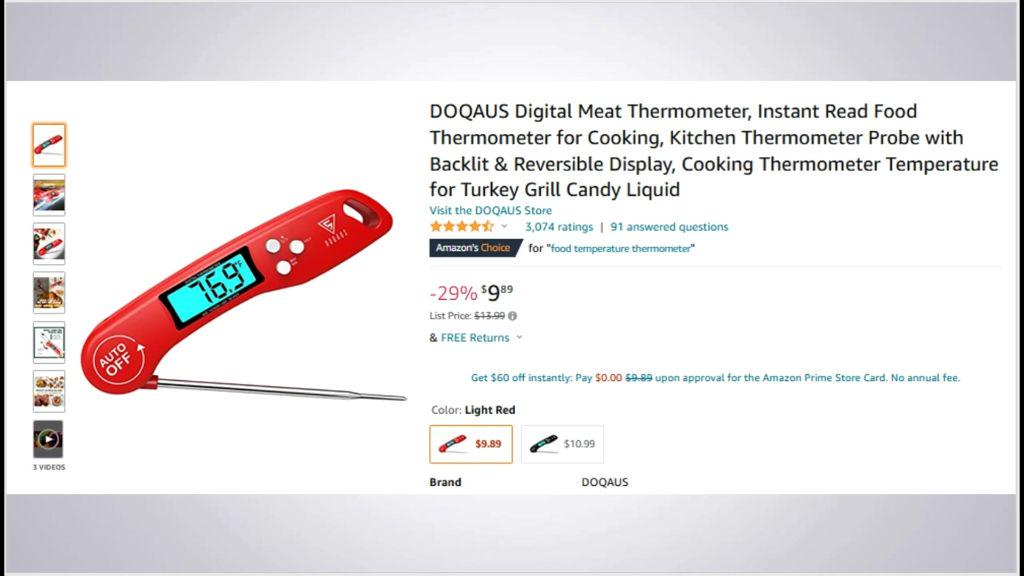 DOQAUS Digital Meat Thermometer, Instant Read Food
Thermometer for Cooking, Kitchen Thermometer Probe with
Backlit & Reversible Display, Cooking Thermometer Temperature
for Turkey Grill Candy Liquid
Visit the DOQAUS Store
3,074 ratings | 91 answered questions
Amazon's Choice for "food temperature thermometer"
-29% $9 89
List Price: $13.99
& FREE Returns
Get $60 off instantly: Pay $0.00 $9.89 upon approval for the Amazon Prime Store Card. No annual fee.
Color: Light Red
$9.89 $10.99
Brand DOQAUS
3 VIDEOS
76.9°F
AUTO
OFF
DOQAUS